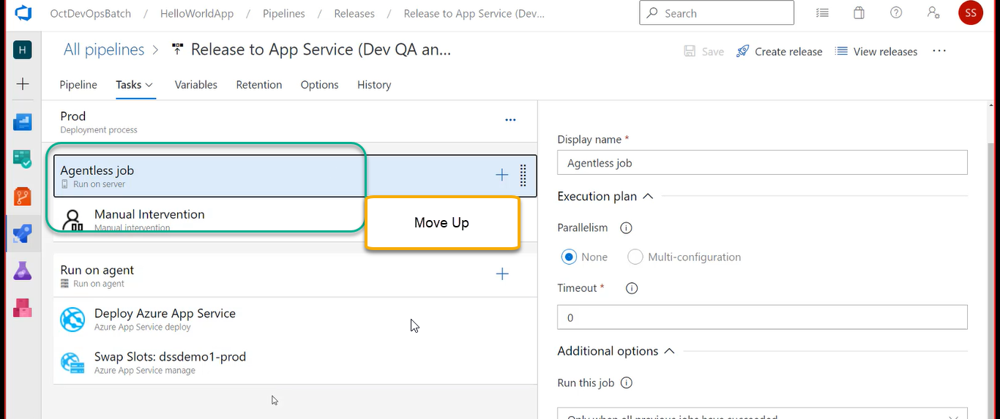 OctDevOpsBatch / HelloWorldApp / Pipelines / Releases / Release to App Service (Dev...
Search
SS
H
All pipelines > Release to App Service (Dev QA an...
Save Create release View releases ...
Pipeline Tasks Variables Retention Options History
Prod
Deployment process
Agentless job
Run on server
Manual Intervention
Manual intervention
Move Up
Run on agent
Run on agent
Deploy Azure App Service
Azure App Service deploy
Swap Slots: dssdemo1-prod
Azure App Service manage
Display name *
Agentless job
Execution plan
Parallelism
None Multi-configuration
Timeout *
0
Additional options
Run this job
Only when all previous jobs have succeeded